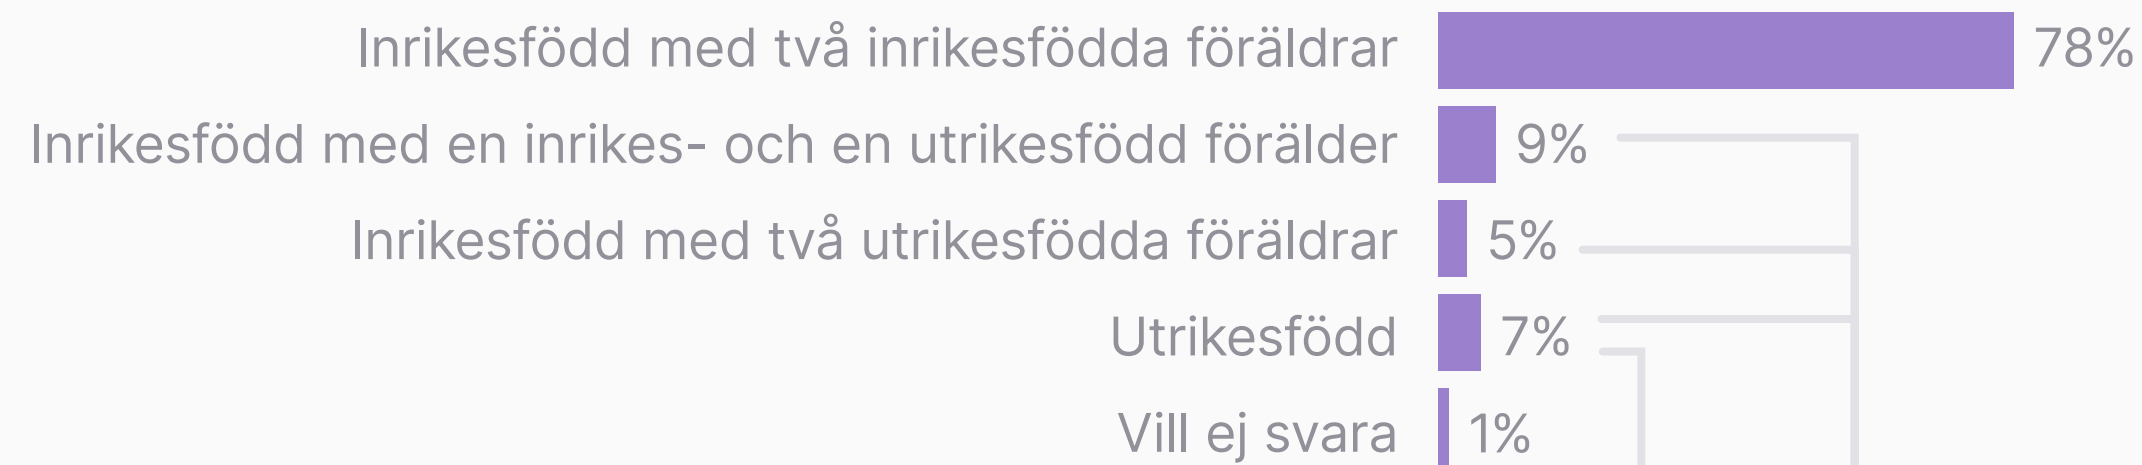 Inrikesfödd med två inrikesfödda föräldrar 78%
Inrikesfödd med en inrikes- och en utrikesfödd förälder 9%
Inrikesfödd med två utrikesfödda föräldrar 5%
Utrikesfödd 7%
Vill ej svara 1%